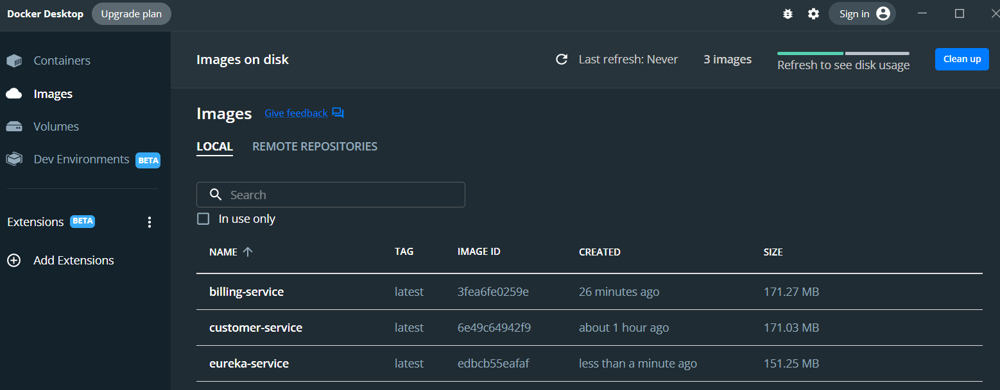 Docker Desktop Upgrade plan Sign in
Containers
Images
Volumes
Dev Environments BETA
Extensions BETA
Add Extensions
Images on disk Last refresh: Never 3 images Refresh to see disk usage Clean up
Images Give feedback
LOCAL REMOTE REPOSITORIES
Search
In use only
NAME TAG IMAGE ID CREATED SIZE
billing-service latest 3fea6fe0259e 26 minutes ago 171.27 MB
customer-service latest 6e49c64942f9 about 1 hour ago 171.03 MB
eureka-service latest edbcb55eafaf less than a minute ago 151.25 MB